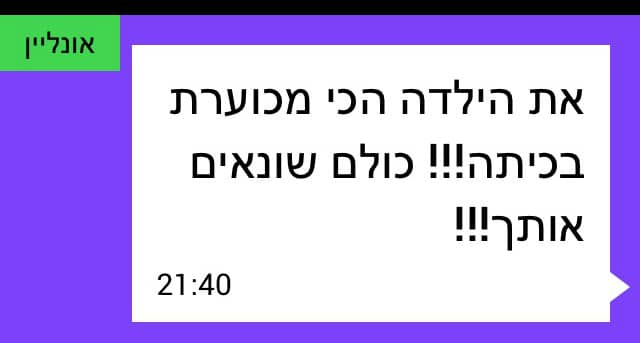 אונליין
את הילדה הכי מכוערת
בכיתה!!! כולם שונאים
אותך!!!
21:40